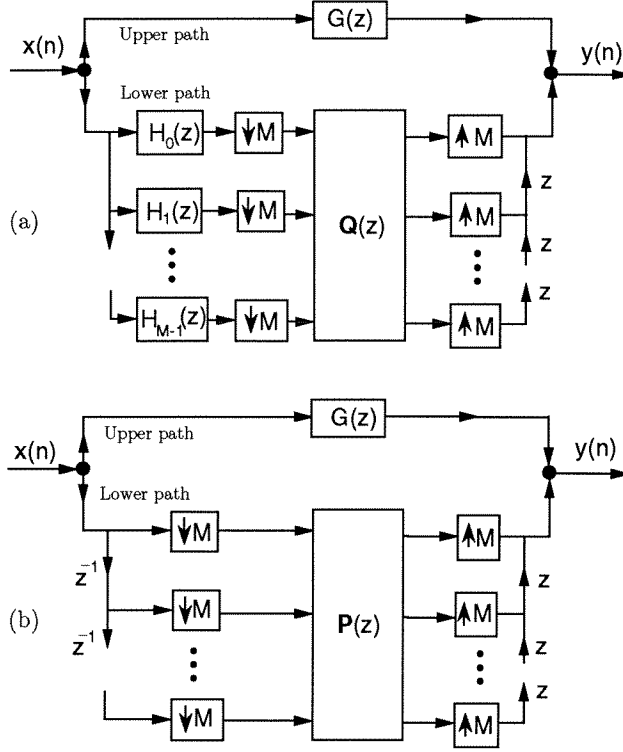 G(z)
x(n)
Upper path
y(n)
Lower path
H₀(z) ↓M ↑M
z
(a)
H₁(z) ↓M Q(z) ↑M
z
z
H_{M-1}(z) ↓M ↑M
G(z)
x(n)
Upper path
y(n)
Lower path
↓M ↑M
z⁻¹ z
(b)
↓M P(z) ↑M
z⁻¹ z
z
↓M ↑M